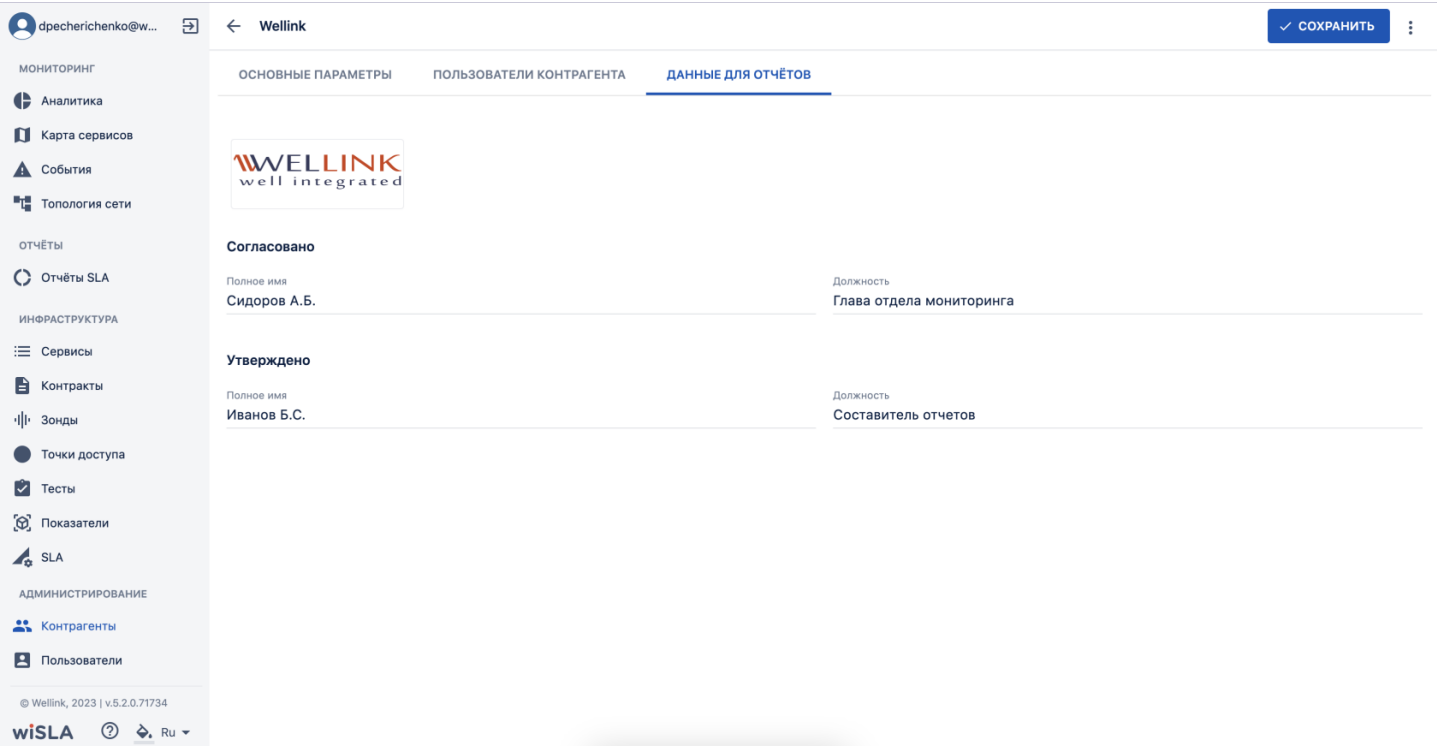 dpecherichenko@w...
Wellink
СОХРАНИТЬ
МОНИТОРИНГ
Аналитика
Карта сервисов
События
Топология сети
ОТЧЁТЫ
Отчёты SLA
ИНФРАСТРУКТУРА
Сервисы
Контракты
Зонды
Точки доступа
Тесты
Показатели
SLA
АДМИНИСТРИРОВАНИЕ
Контрагенты
Пользователи
© Wellink, 2023 | v.5.2.0.71734
wiSLA
Ru
ОСНОВНЫЕ ПАРАМЕТРЫ ПОЛЬЗОВАТЕЛИ КОНТРАГЕНТА ДАННЫЕ ДЛЯ ОТЧЁТОВ
WELLINK
well integrated
Согласовано
Полное имя Должность
Сидоров А.Б. Глава отдела мониторинга
Утверждено
Полное имя Должность
Иванов Б.С. Составитель отчетов